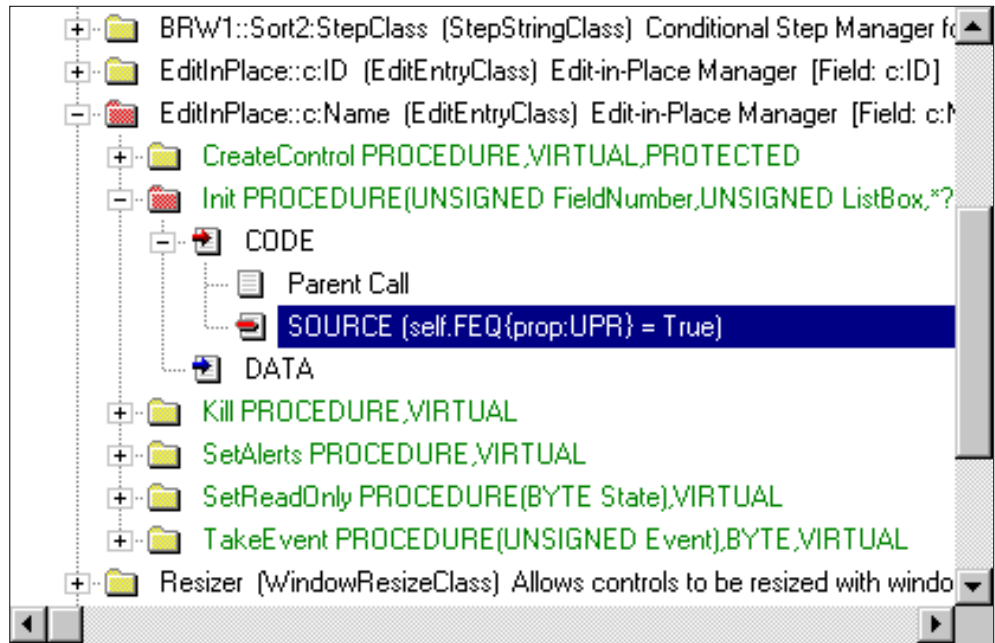 BRW1::Sort2:StepClass (StepStringClass) Conditional Step Manager fo
EditInPlace::c:ID (EditEntryClass) Edit-in-Place Manager [Field: c:ID]
EditInPlace::c:Name (EditEntryClass) Edit-in-Place Manager [Field: c:N
CreateControl PROCEDURE,VIRTUAL,PROTECTED
Init PROCEDURE(UNSIGNED FieldNumber,UNSIGNED ListBox,*?
CODE
Parent Call
SOURCE (self.FEQ{prop:UPR} = True)
DATA
Kill PROCEDURE,VIRTUAL
SetAlerts PROCEDURE,VIRTUAL
SetReadOnly PROCEDURE(BYTE State),VIRTUAL
TakeEvent PROCEDURE(UNSIGNED Event),BYTE,VIRTUAL
Resizer (WindowResizeClass) Allows controls to be resized with windo